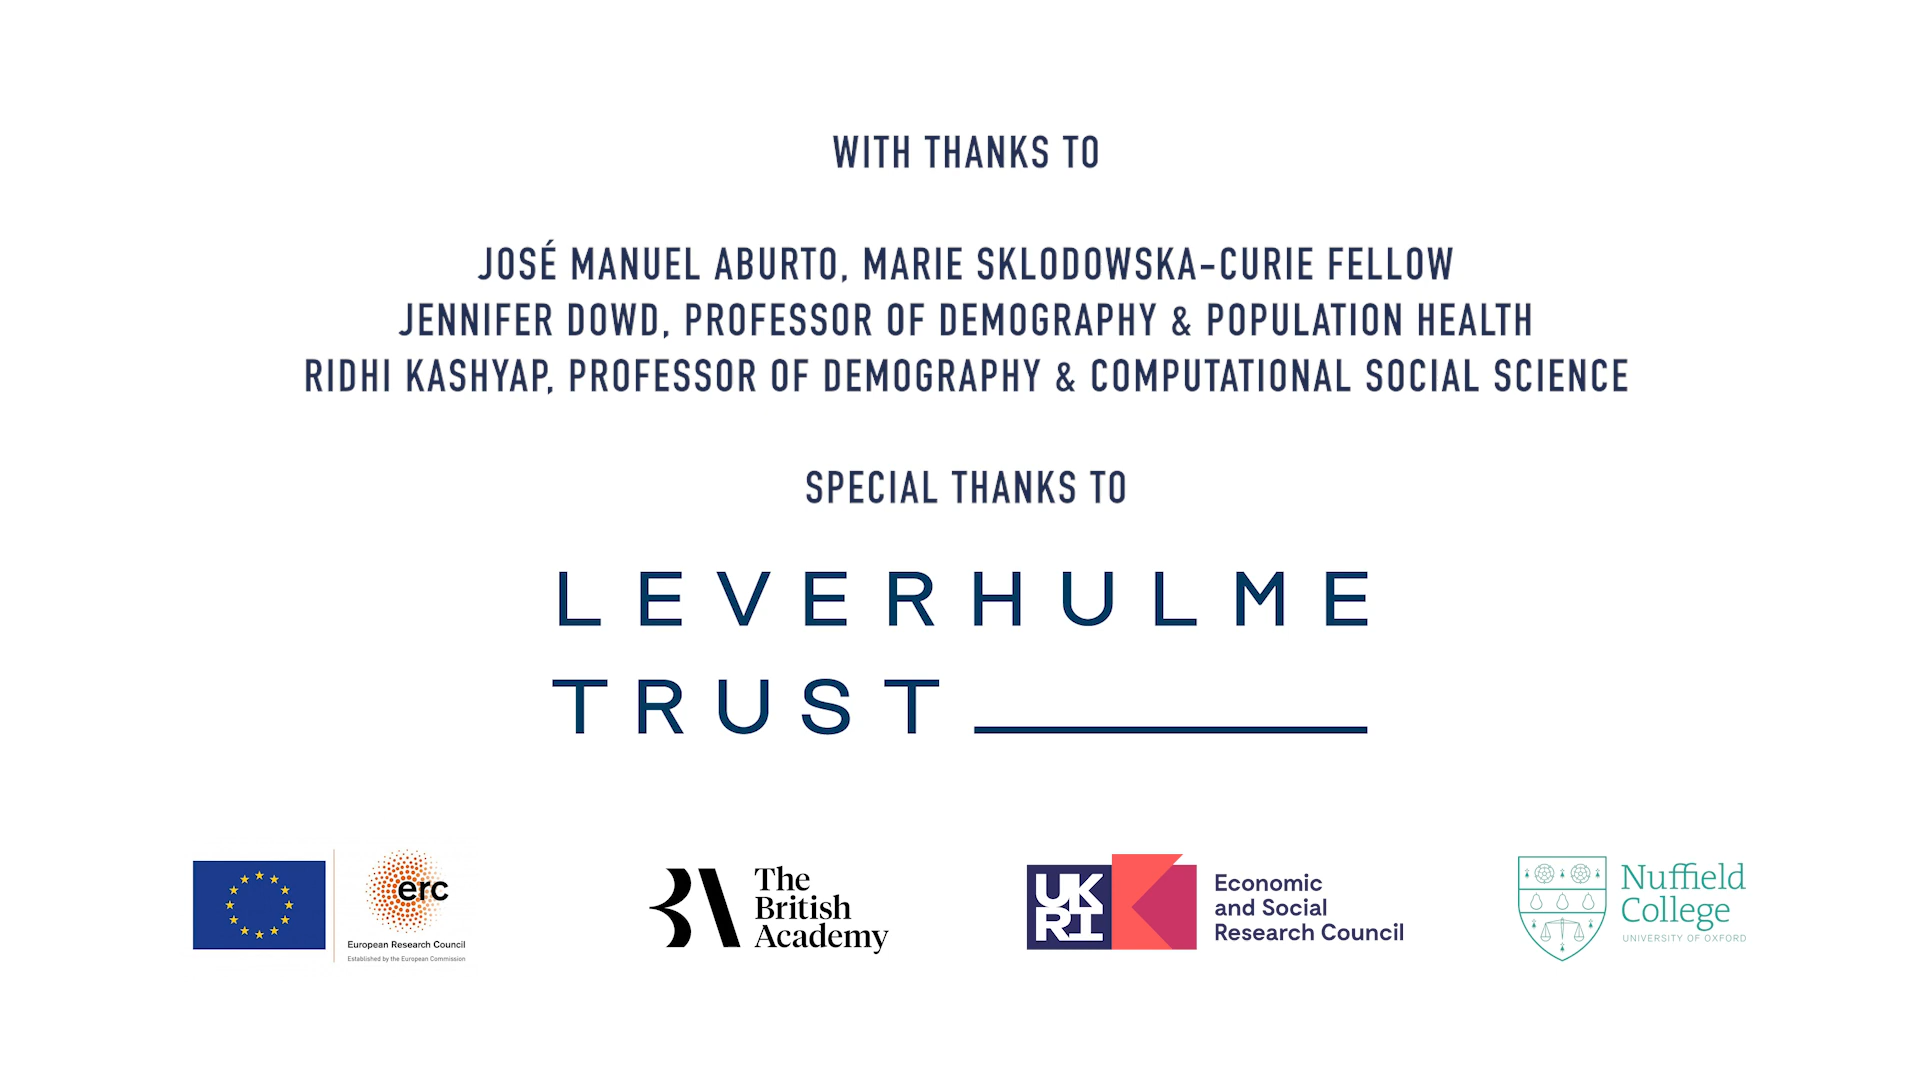 WITH THANKS TO
JOSÉ MANUEL ABURTO, MARIE SKLODOWSKA-CURIE FELLOW
JENNIFER DOWD, PROFESSOR OF DEMOGRAPHY & POPULATION HEALTH
RIDHI KASHYAP, PROFESSOR OF DEMOGRAPHY & COMPUTATIONAL SOCIAL SCIENCE
SPECIAL THANKS TO
LEVERHULME
TRUST
erc
European Research Council
Established by the European Commission
BA
The
British
Academy
UK
RI
Economic
and Social
Research Council
Nuffield
College
UNIVERSITY OF OXFORD